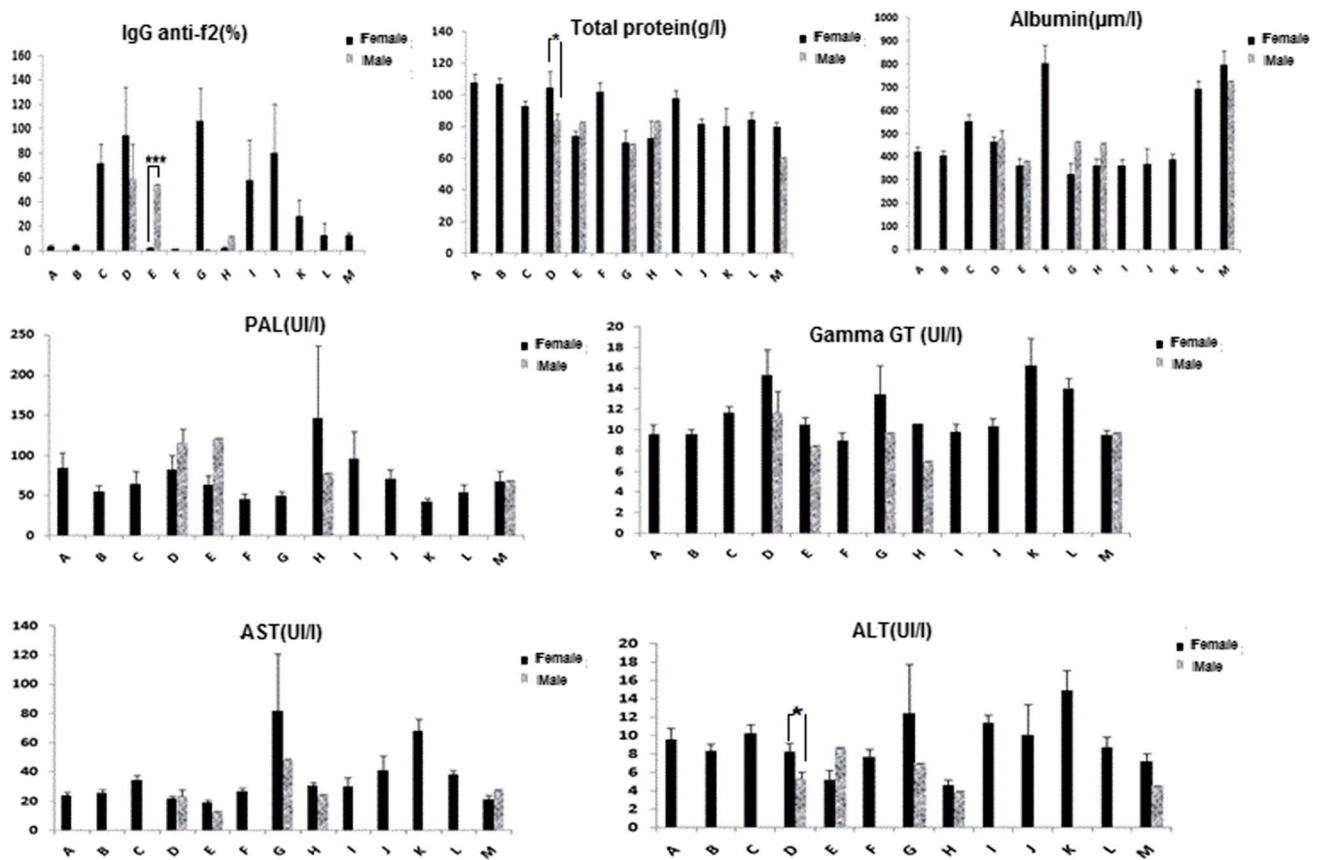 IgG anti-f2(%)
Female
Male
160
140
120
100
80
60
40
20
0
***
A B C D E F G H I J K L M
Total protein(g/l)
Female
Male
140
120
100
80
60
40
20
0
*
A B C D E F G H I J K L M
Albumin(µm/l)
Female
Male
1000
900
800
700
600
500
400
300
200
100
0
A B C D E F G H I J K L M
PAL(UI/l)
Female
Male
250
200
150
100
50
0
A B C D E F G H I J K L M
Gamma GT (UI/l)
Female
Male
20
18
16
14
12
10
8
6
4
2
0
A B C D E F G H I J K L M
AST(UI/l)
Female
Male
140
120
100
80
60
40
20
0
A B C D E F G H I J K L M
ALT(UI/l)
Female
Male
20
18
16
14
12
10
8
6
4
2
0
*
A B C D E F G H I J K L M